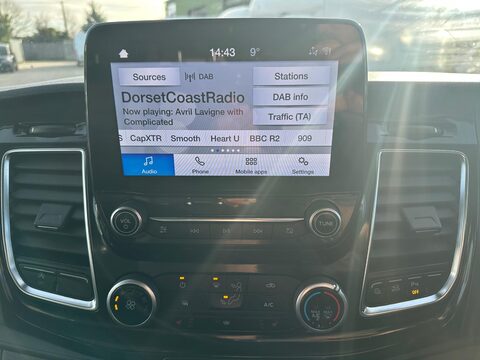 14:43 9°
Sources DAB Stations
DorsetCoastRadio DAB info
Now playing: Avril Lavigne with
Complicated
Traffic (TA)
S CapXTR Smooth Heart U BBC R2 909
Audio Phone Mobile apps Settings
VOL TUNE
A/C
OFF